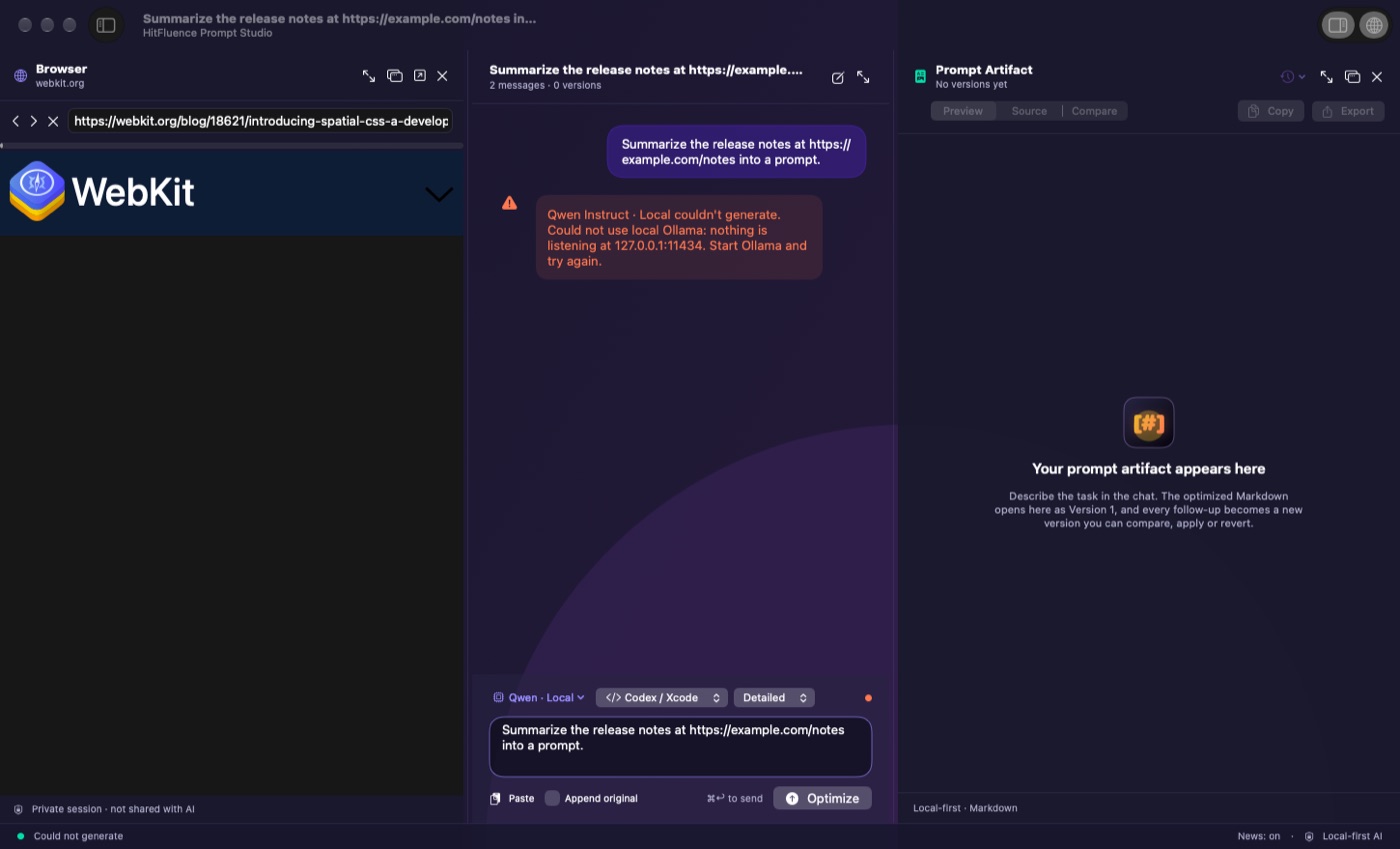 Summarize the release notes at https://example.com/notes in...
HitFluence Prompt Studio
Browser
webkit.org
https://webkit.org/blog/18621/introducing-spatial-css-a-develop
WebKit
Private session · not shared with AI
Summarize the release notes at https://example....
2 messages · 0 versions
Summarize the release notes at https://
example.com/notes into a prompt.
Qwen Instruct · Local couldn't generate.
Could not use local Ollama: nothing is
listening at 127.0.0.1:11434. Start Ollama and
try again.
Qwen · Local
</> Codex / Xcode
Detailed
Summarize the release notes at https://example.com/notes
into a prompt.
Paste
Append original
⌘↩ to send
Optimize
Prompt Artifact
No versions yet
Preview
Source
Compare
Copy
Export
[#]
Your prompt artifact appears here
Describe the task in the chat. The optimized Markdown
opens here as Version 1, and every follow-up becomes a new
version you can compare, apply or revert.
Local-first · Markdown
Could not generate
News: on · Local-first AI